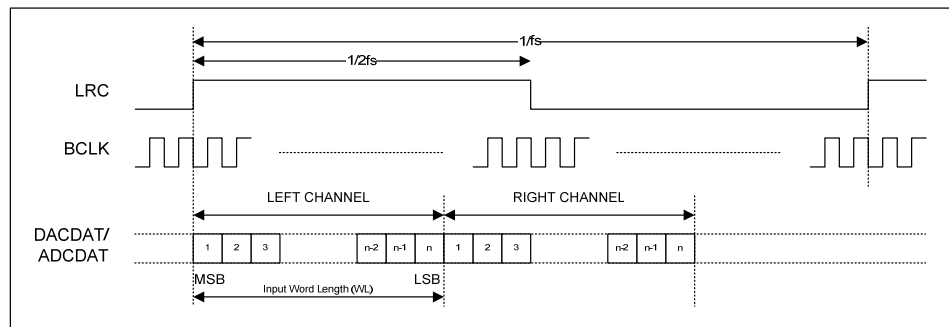 1/fs
1/2fs
LRC
BCLK
LEFT CHANNEL RIGHT CHANNEL
DACDAT/
ADCDAT
1 2 3 n-2 n-1 n 1 2 3 n-2 n-1 n
MSB LSB
Input Word Length (WL)